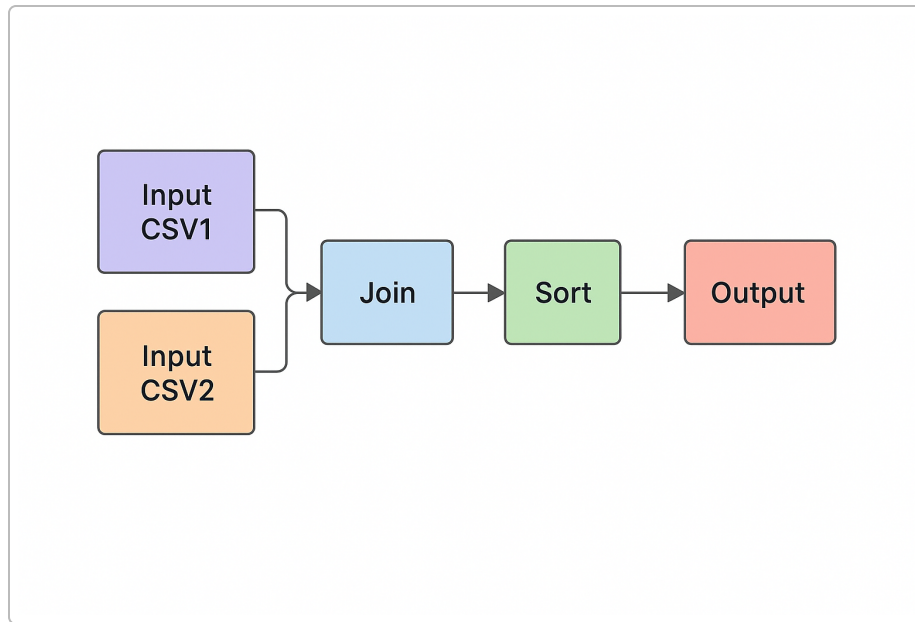 Input
CSV1
Input
CSV2
Join
Sort
Output